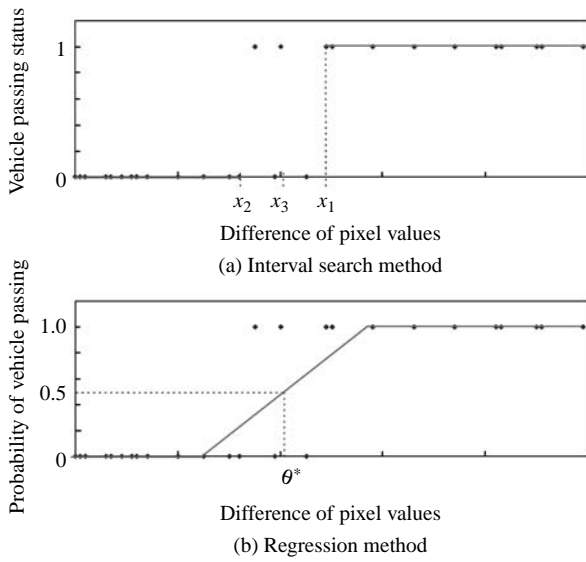 Vehicle passing status
1
0
x₂ x₃ x₁
Difference of pixel values
(a) Interval search method
Probability of vehicle passing
1.0
0.5
0
θ*
Difference of pixel values
(b) Regression method